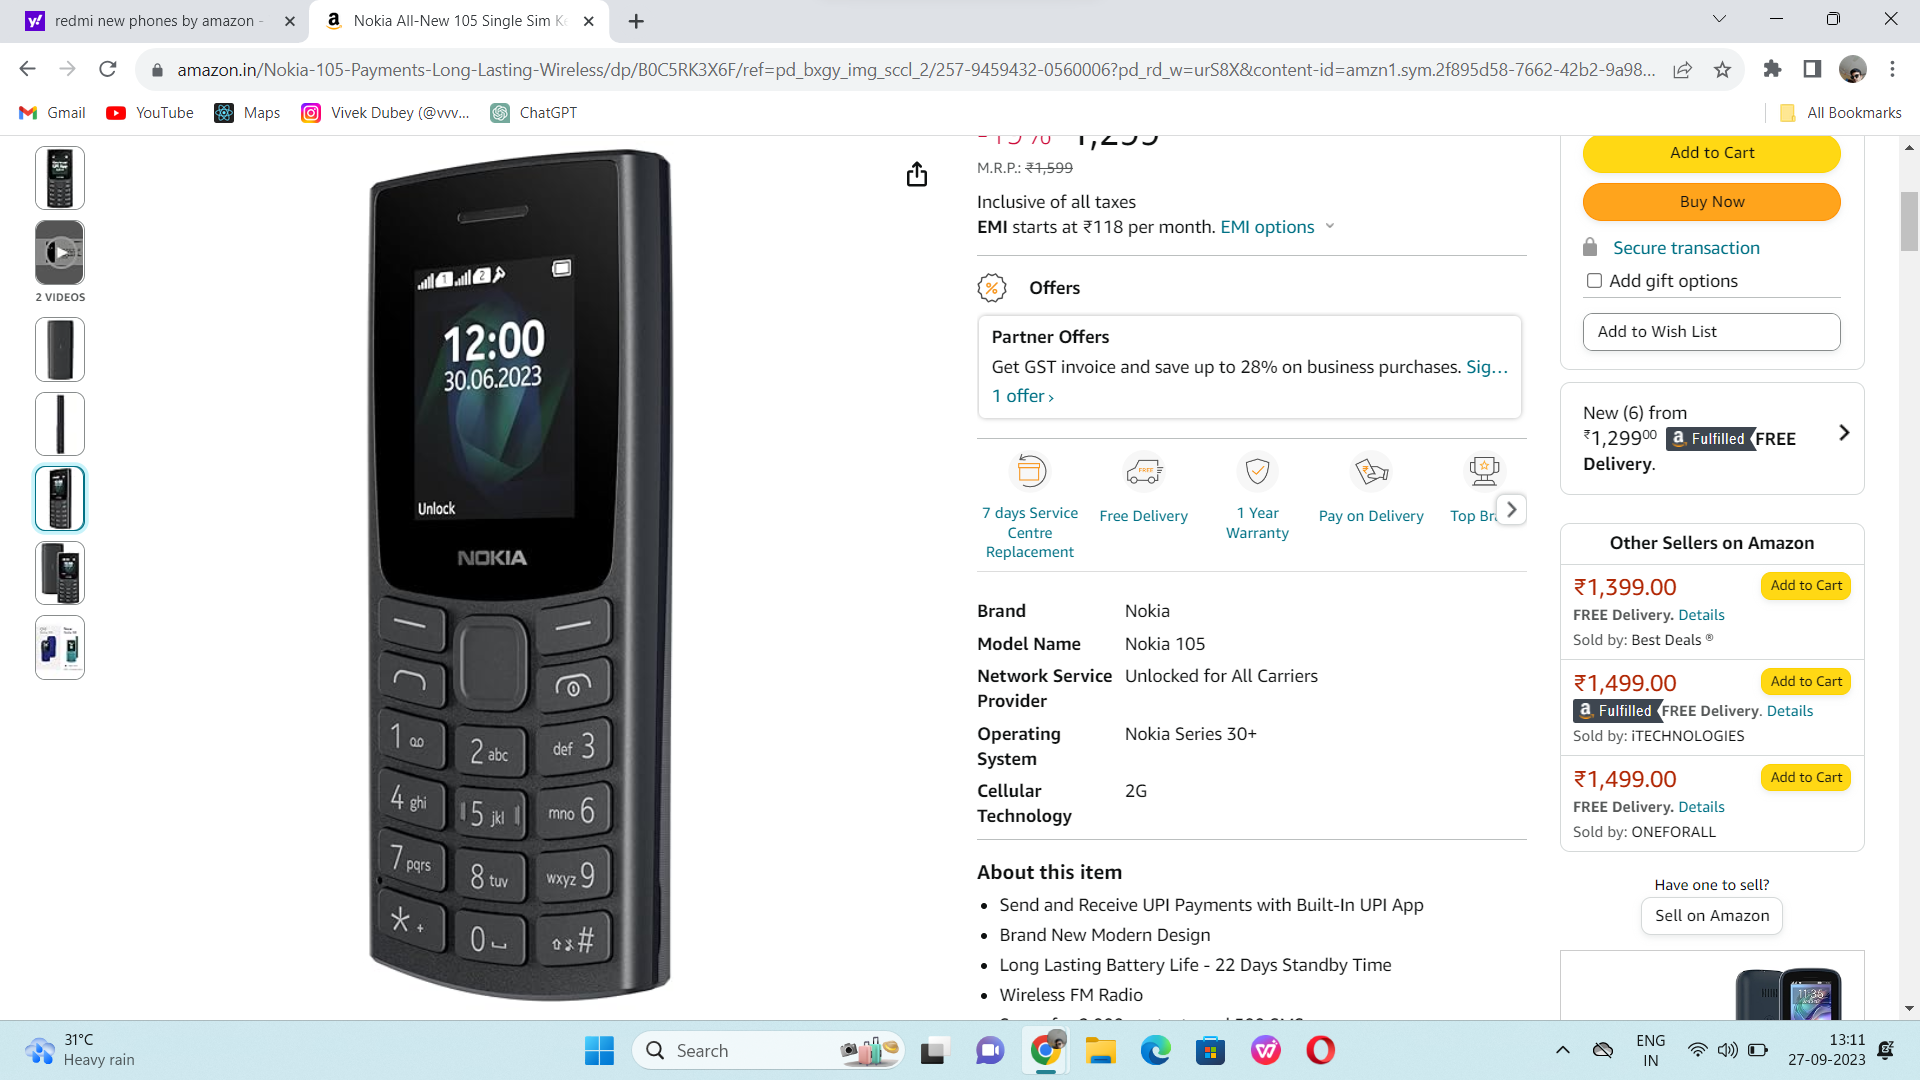 redmi new phones by amazon -
Nokia All-New 105 Single Sim Ke
amazon.in/Nokia-105-Payments-Long-Lasting-Wireless/dp/B0C5RK3X6F/ref=pd_bxgy_img_sccl_2/257-9459432-0560006?pd_rd_w=urS8X&content-id=amzn1.sym.2f895d58-7662-42b2-9a98...
Gmail
YouTube
Maps
Vivek Dubey (@vvv...
ChatGPT
All Bookmarks
2 VIDEOS
1 2
12:00
30.06.2023
Unlock
NOKIA
1
2 abc
def 3
4 ghi
5 jkl
mno 6
7 pqrs
8 tuv
wxyz 9
* +
0
#
-19% 1,299
M.R.P.: ₹1,599
Inclusive of all taxes
EMI starts at ₹118 per month. EMI options
Offers
Partner Offers
Get GST invoice and save up to 28% on business purchases. Sig...
1 offer ›
FREE
7 days Service
Centre
Replacement
Free Delivery
1 Year
Warranty
Pay on Delivery
Top Br
Brand Nokia
Model Name Nokia 105
Network Service Unlocked for All Carriers
Provider
Operating Nokia Series 30+
System
Cellular 2G
Technology
About this item
• Send and Receive UPI Payments with Built-In UPI App
• Brand New Modern Design
• Long Lasting Battery Life - 22 Days Standby Time
• Wireless FM Radio
Add to Cart
Buy Now
Secure transaction
Add gift options
Add to Wish List
New (6) from
₹1,299⁰⁰ a Fulfilled FREE
Delivery.
Other Sellers on Amazon
₹1,399.00 Add to Cart
FREE Delivery. Details
Sold by: Best Deals ®
₹1,499.00 Add to Cart
a Fulfilled FREE Delivery. Details
Sold by: iTECHNOLOGIES
₹1,499.00 Add to Cart
FREE Delivery. Details
Sold by: ONEFORALL
Have one to sell?
Sell on Amazon
11:36
31°C
Heavy rain
Search
ENG
IN
13:11
27-09-2023